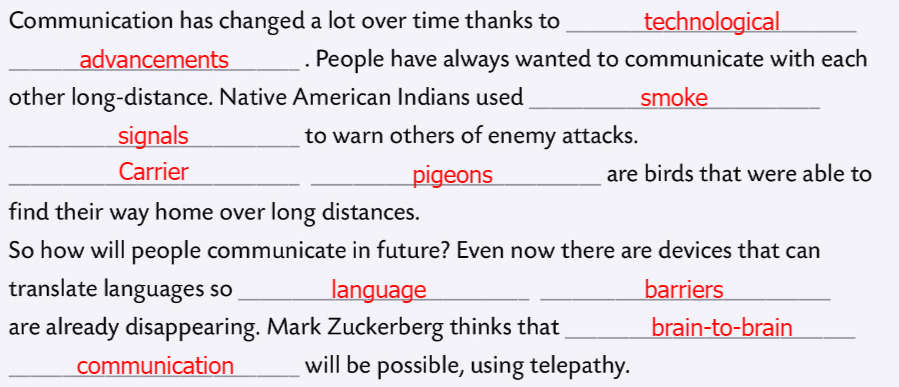 Communication has changed a lot over time thanks to technological
advancements . People have always wanted to communicate with each
other long-distance. Native American Indians used smoke
signals to warn others of enemy attacks.
Carrier pigeons are birds that were able to
find their way home over long distances.
So how will people communicate in future? Even now there are devices that can
translate languages so language barriers
are already disappearing. Mark Zuckerberg thinks that brain-to-brain
communication will be possible, using telepathy.